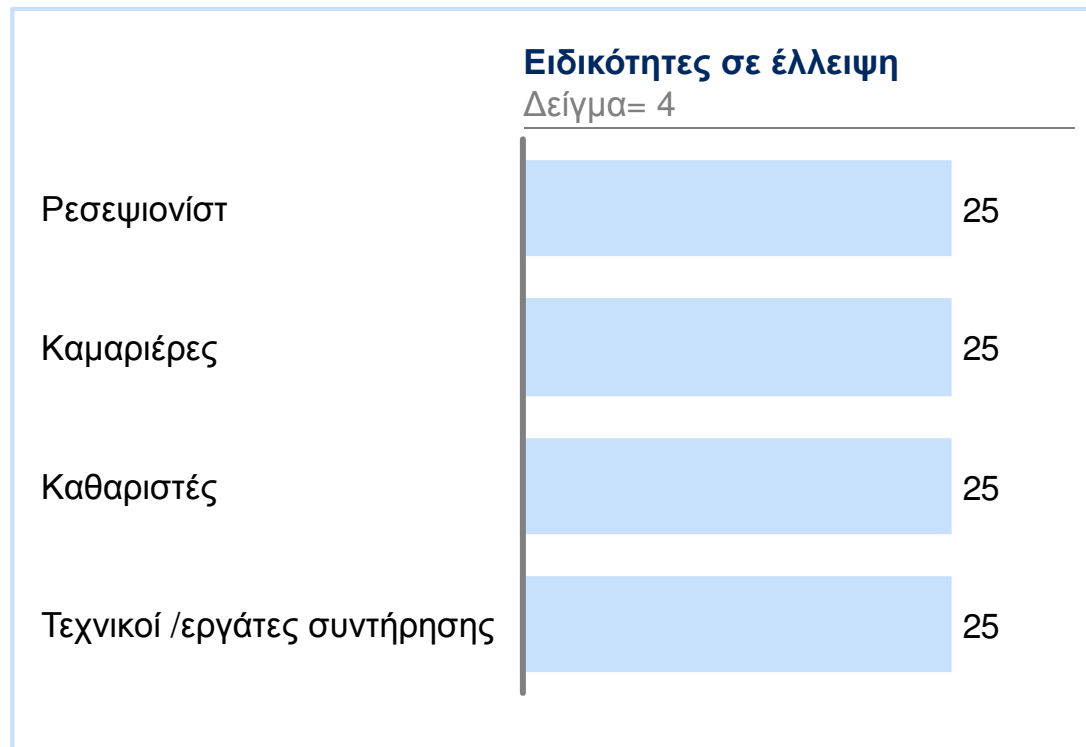 Ειδικότητες σε έλλειψη
Δείγμα= 4
Ρεσεψιονίστ 25
Καμαριέρες 25
Καθαριστές 25
Τεχνικοί /εργάτες συντήρησης 25